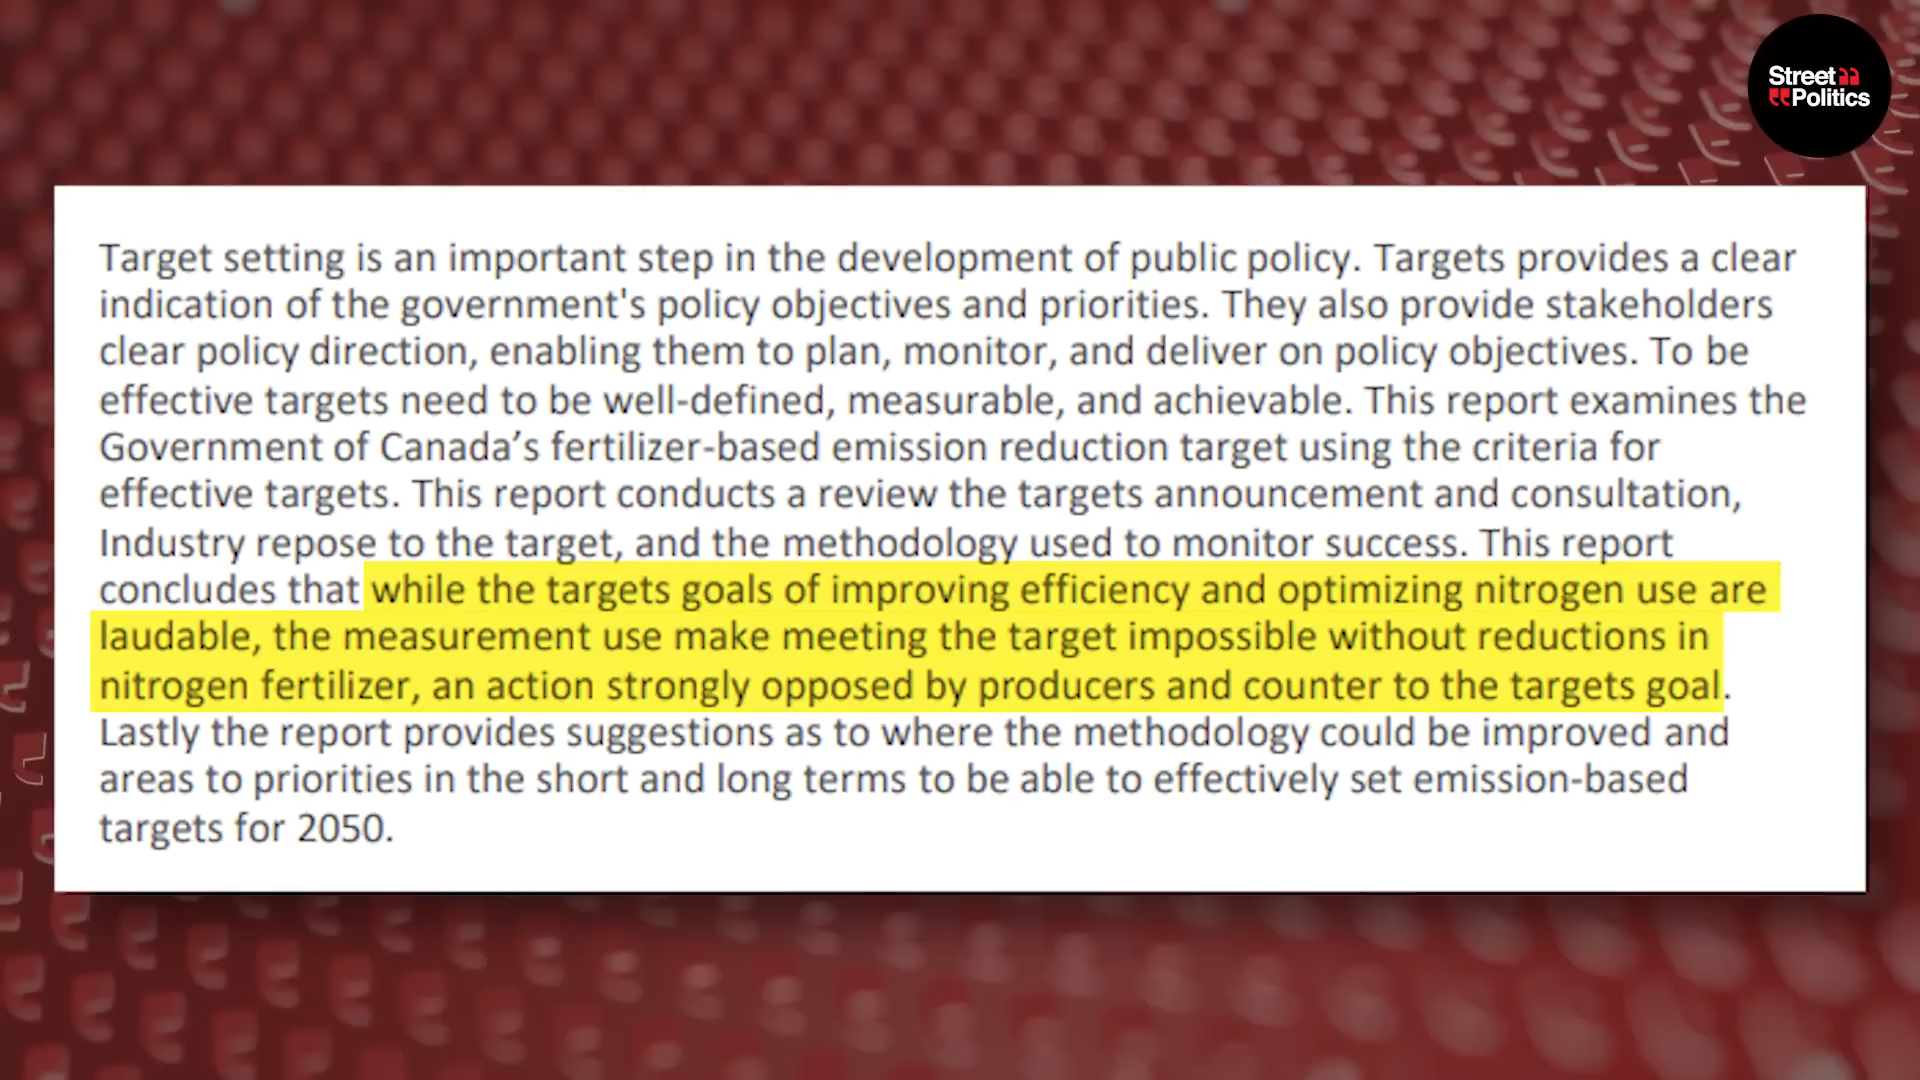 Street
Politics
Target setting is an important step in the development of public policy. Targets provides a clear
indication of the government's policy objectives and priorities. They also provide stakeholders
clear policy direction, enabling them to plan, monitor, and deliver on policy objectives. To be
effective targets need to be well-defined, measurable, and achievable. This report examines the
Government of Canada’s fertilizer-based emission reduction target using the criteria for
effective targets. This report conducts a review the targets announcement and consultation,
Industry repose to the target, and the methodology used to monitor success. This report
concludes that while the targets goals of improving efficiency and optimizing nitrogen use are
laudable, the measurement use make meeting the target impossible without reductions in
nitrogen fertilizer, an action strongly opposed by producers and counter to the targets goal.
Lastly the report provides suggestions as to where the methodology could be improved and
areas to priorities in the short and long terms to be able to effectively set emission-based
targets for 2050.